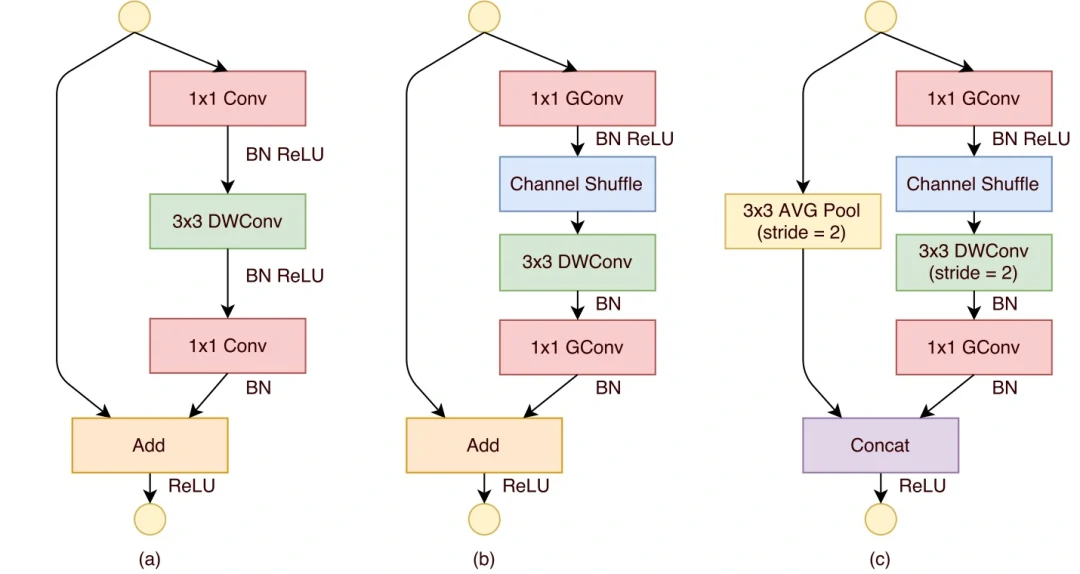 1x1 Conv
BN ReLU
3x3 DWConv
BN ReLU
1x1 Conv
BN
Add
ReLU
(a)
1x1 GConv
BN ReLU
Channel Shuffle
3x3 DWConv
BN
1x1 GConv
BN
Add
ReLU
(b)
1x1 GConv
BN ReLU
Channel Shuffle
3x3 AVG Pool
(stride = 2)
3x3 DWConv
(stride = 2)
BN
1x1 GConv
BN
Concat
ReLU
(c)